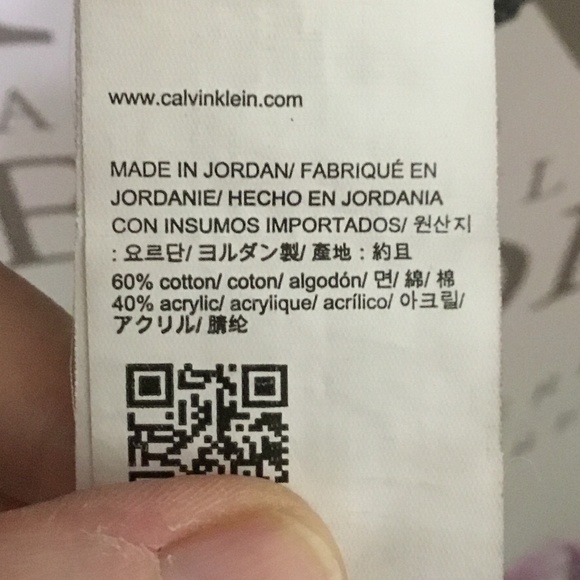 www.calvinklein.com
MADE IN JORDAN/ FABRIQUÉ EN
JORDANIE/ HECHO EN JORDANIA
CON INSUMOS IMPORTADOS/ 원산지
: 요르단/ ヨルダン製/ 產地：約旦
60% cotton/ coton/ algodón/ 면/ 綿/ 棉
40% acrylic/ acrylique/ acrílico/ 아크릴/
アクリル/ 腈纶